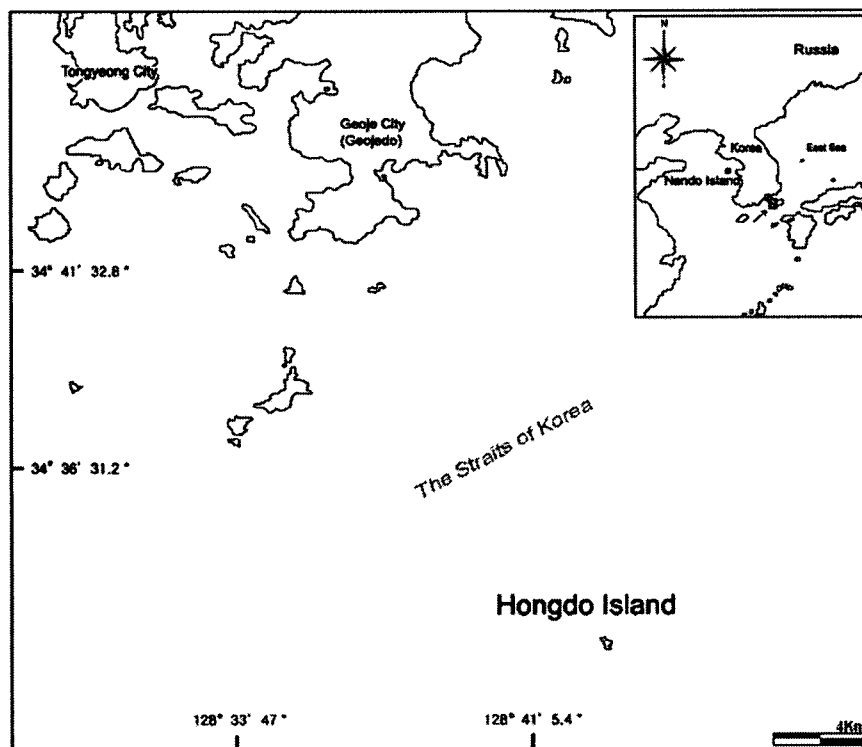 N
Russia
Tongyeong City
Geoje City
(Geojedo)
Korea
East Sea
Nando Island
34° 41' 32.8"
The Straits of Korea
34° 36' 31.2"
Hongdo Island
128° 33' 47"
128° 41' 5.4"
4Km